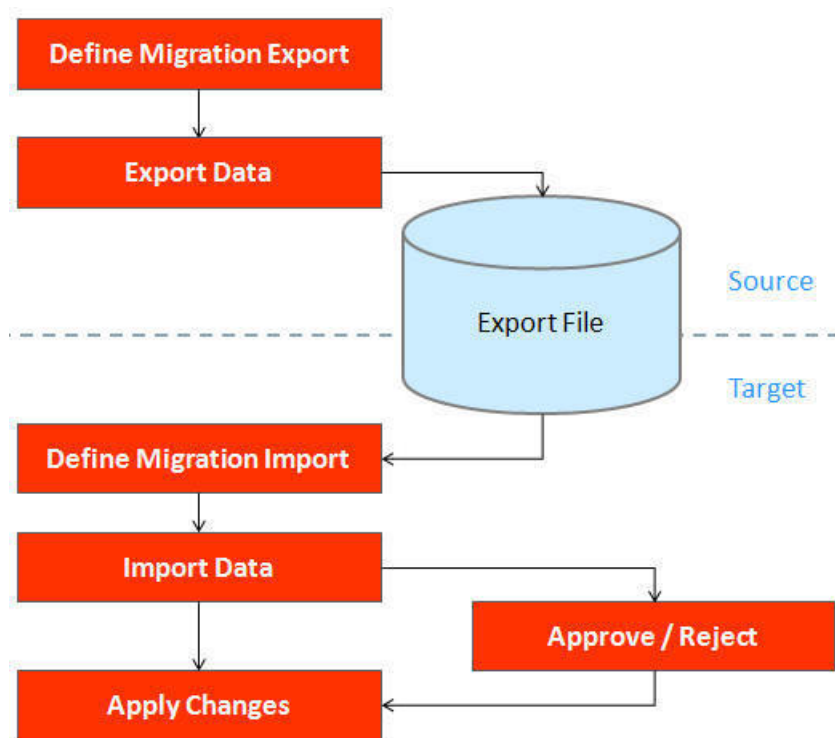 Define Migration Export
Export Data
Source
Export File
Target
Define Migration Import
Import Data
Approve / Reject
Apply Changes